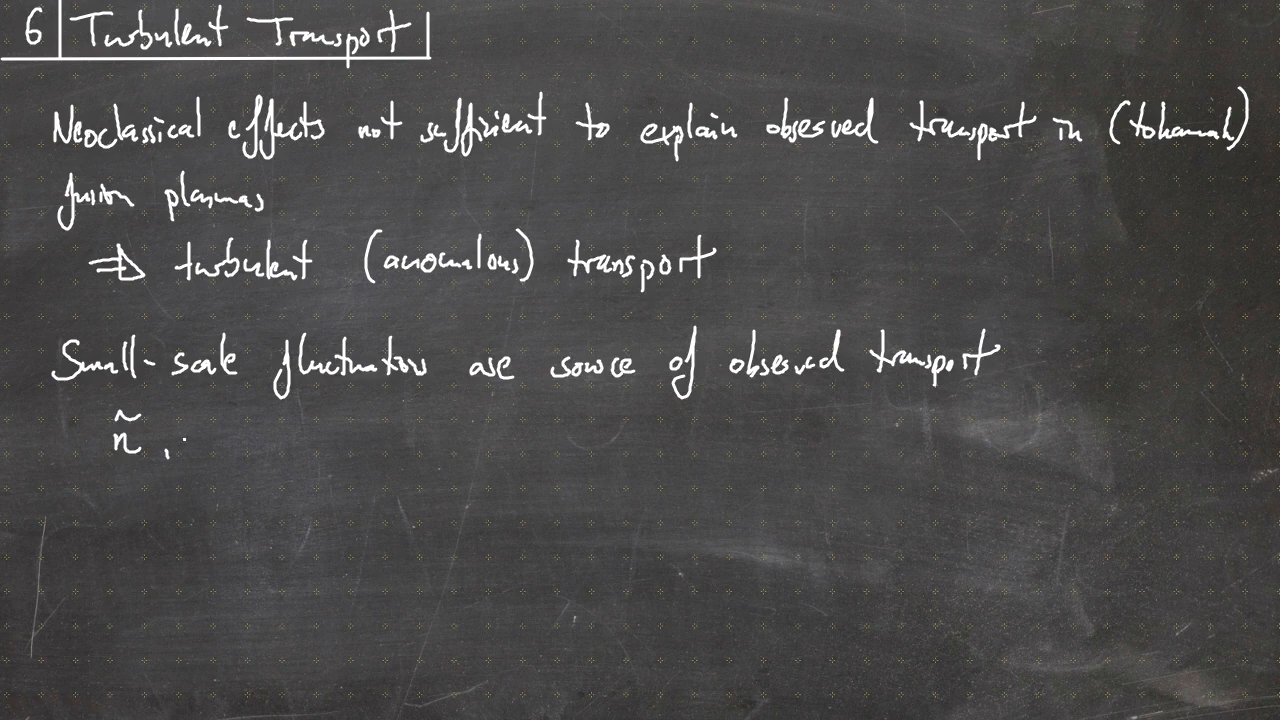 6 Turbulent Transport
Neoclassical effects not sufficient to explain observed transport in (tokamak)
fusion plasmas
⇒ turbulent (anomalous) transport
Small-scale fluctuations are source of observed transport
ñ,